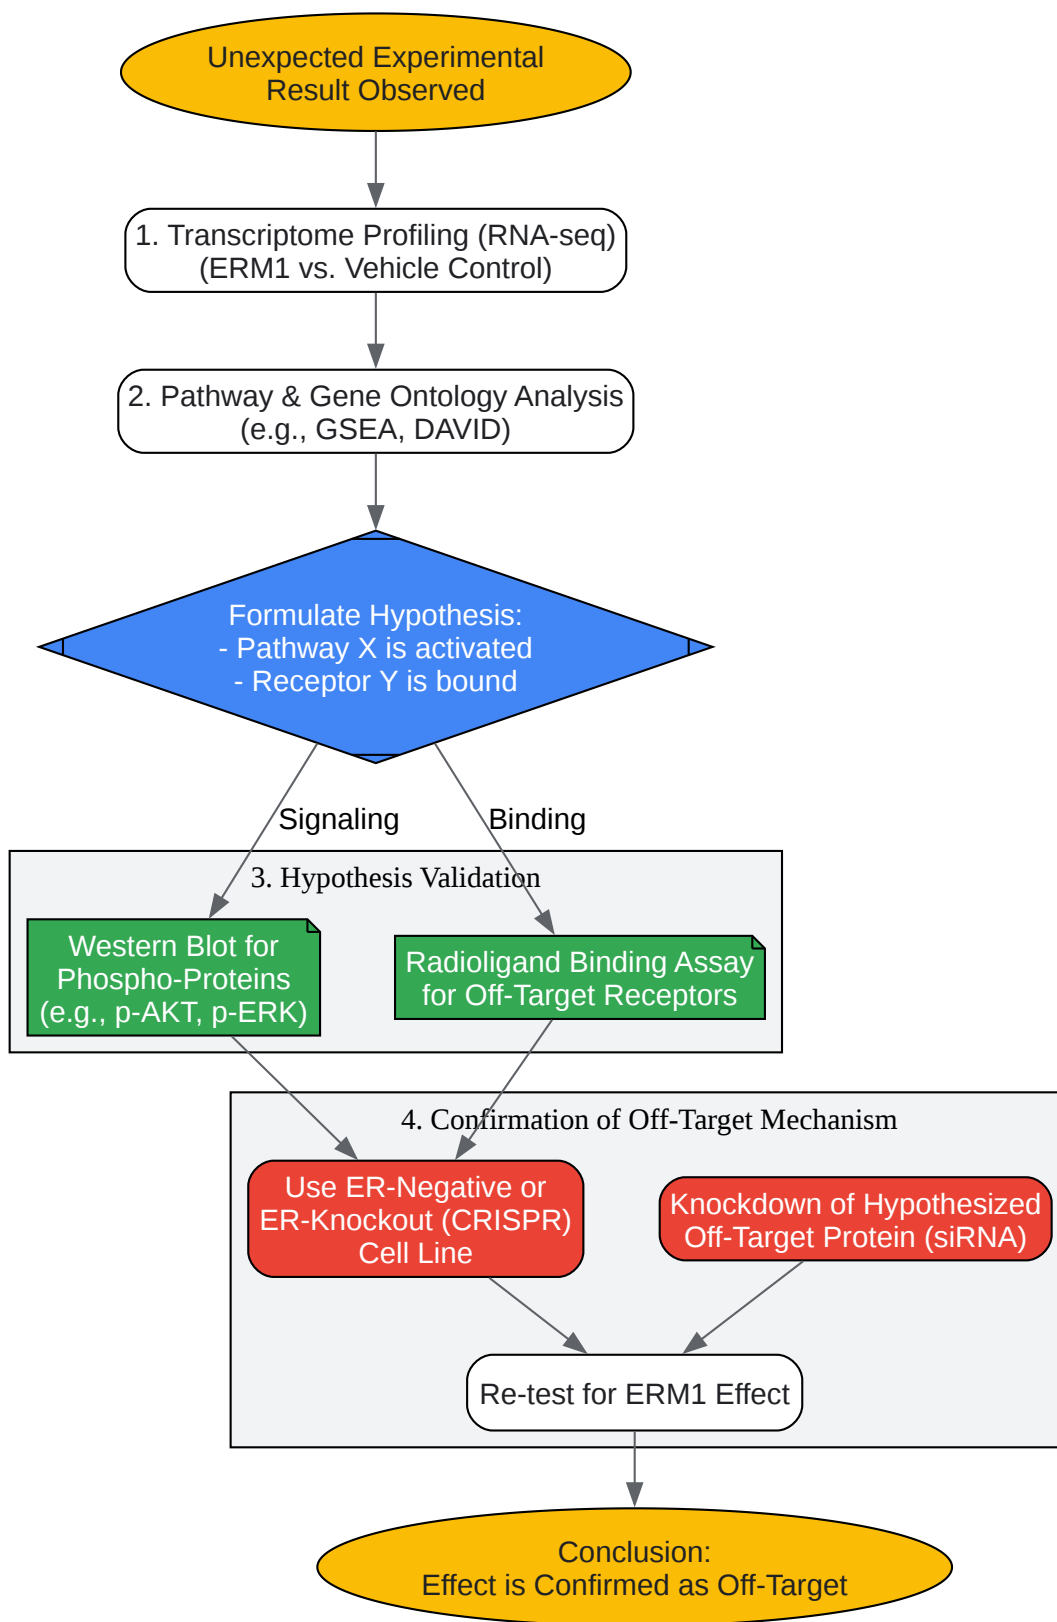 Unexpected Experimental
Result Observed
1. Transcriptome Profiling (RNA-seq)
(ERM1 vs. Vehicle Control)
2. Pathway & Gene Ontology Analysis
(e.g., GSEA, DAVID)
Formulate Hypothesis:
- Pathway X is activated
- Receptor Y is bound
Signaling
Binding
3. Hypothesis Validation
Western Blot for
Phospho-Proteins
(e.g., p-AKT, p-ERK)
Radioligand Binding Assay
for Off-Target Receptors
4. Confirmation of Off-Target Mechanism
Use ER-Negative or
ER-Knockout (CRISPR)
Cell Line
Knockdown of Hypothesized
Off-Target Protein (siRNA)
Re-test for ERM1 Effect
Conclusion:
Effect is Confirmed as Off-Target